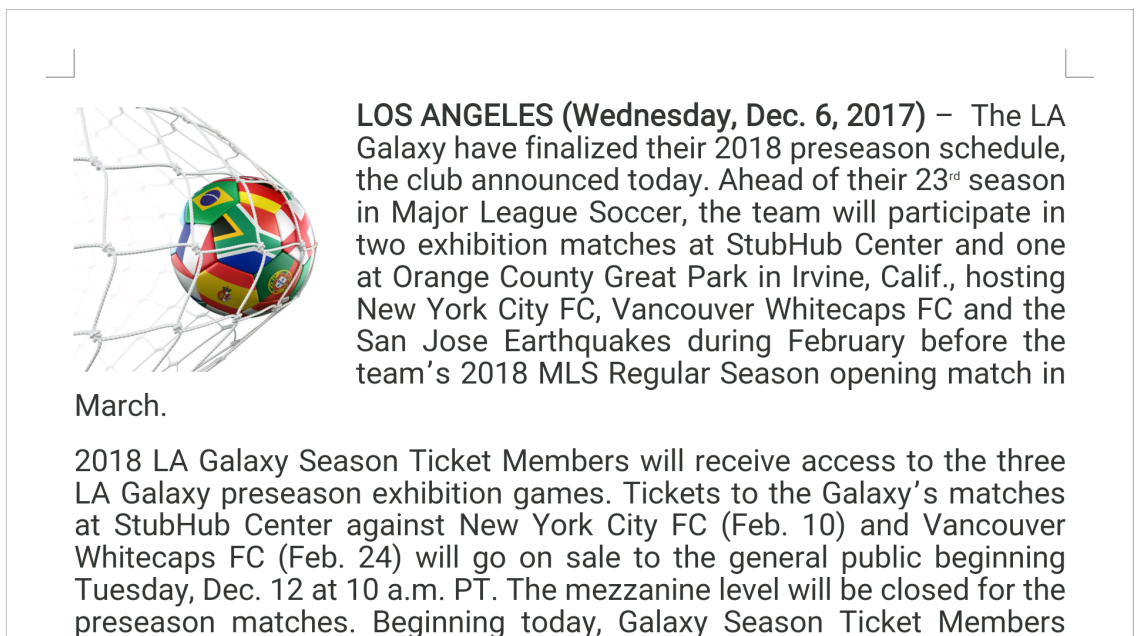 LOS ANGELES (Wednesday, Dec. 6, 2017) – The LA
Galaxy have finalized their 2018 preseason schedule,
the club announced today. Ahead of their 23rd season
in Major League Soccer, the team will participate in
two exhibition matches at StubHub Center and one
at Orange County Great Park in Irvine, Calif., hosting
New York City FC, Vancouver Whitecaps FC and the
San Jose Earthquakes during February before the
team’s 2018 MLS Regular Season opening match in
March.
2018 LA Galaxy Season Ticket Members will receive access to the three
LA Galaxy preseason exhibition games. Tickets to the Galaxy’s matches
at StubHub Center against New York City FC (Feb. 10) and Vancouver
Whitecaps FC (Feb. 24) will go on sale to the general public beginning
Tuesday, Dec. 12 at 10 a.m. PT. The mezzanine level will be closed for the
preseason matches. Beginning today, Galaxy Season Ticket Members